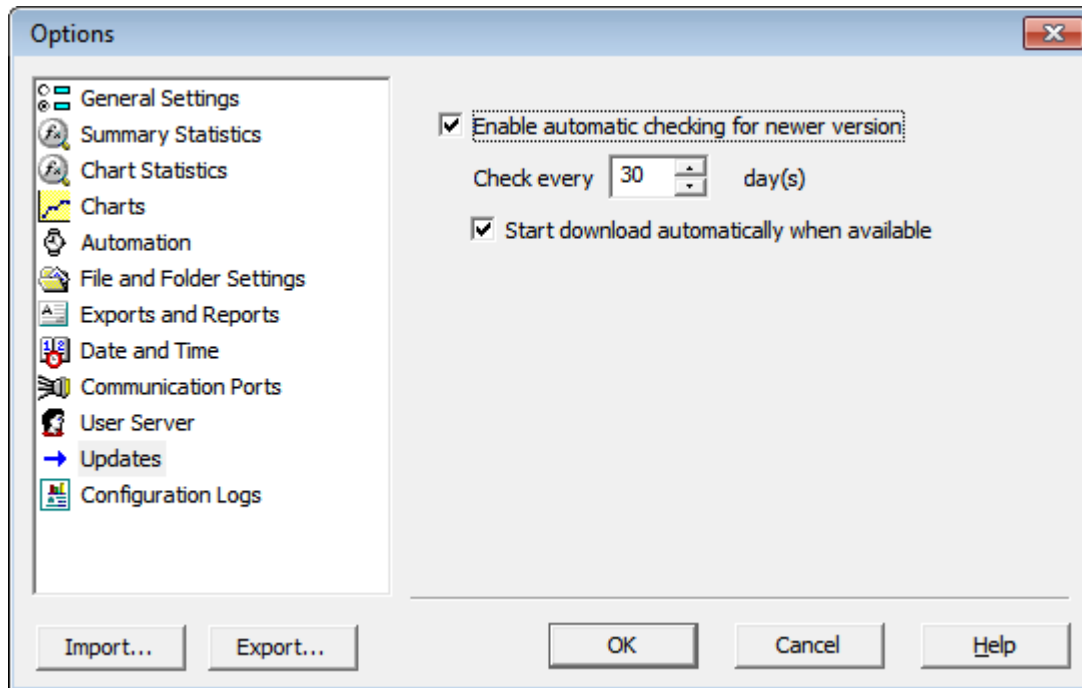 Options
General Settings
Summary Statistics
Chart Statistics
Charts
Automation
File and Folder Settings
Exports and Reports
Date and Time
Communication Ports
User Server
Updates
Configuration Logs
Enable automatic checking for newer version
Check every 30 day(s)
Start download automatically when available
Import... Export... OK Cancel Help